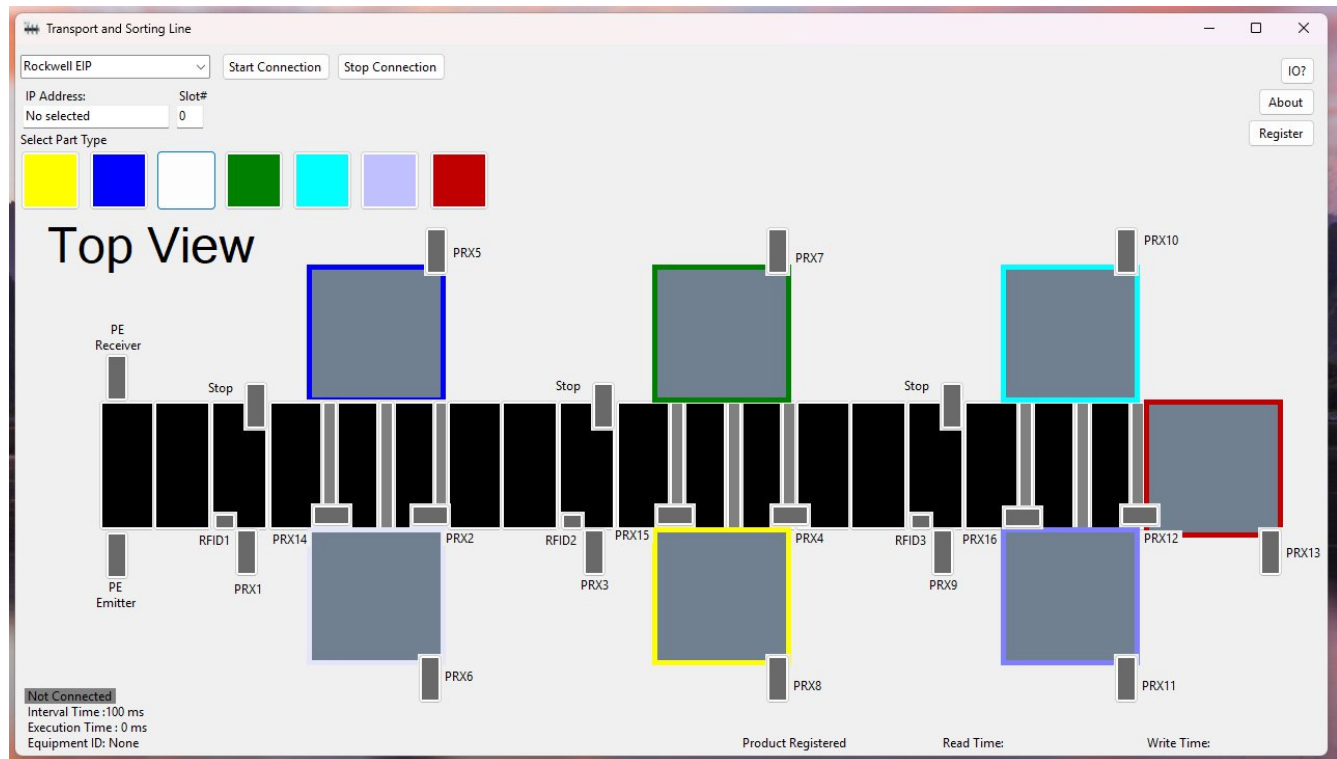 Transport and Sorting Line
Rockwell EIP
Start Connection
Stop Connection
IO?
IP Address:
Slot#
About
No selected
0
Register
Select Part Type
Top View
PRX5
PRX7
PRX10
PE
Receiver
Stop
Stop
Stop
RFID1
PRX14
PRX2
RFID2
PRX15
PRX4
RFID3
PRX16
PRX12
PRX13
PE
Emitter
PRX1
PRX3
PRX9
PRX6
PRX8
PRX11
Not Connected
Interval Time :100 ms
Execution Time : 0 ms
Equipment ID: None
Product Registered
Read Time:
Write Time: